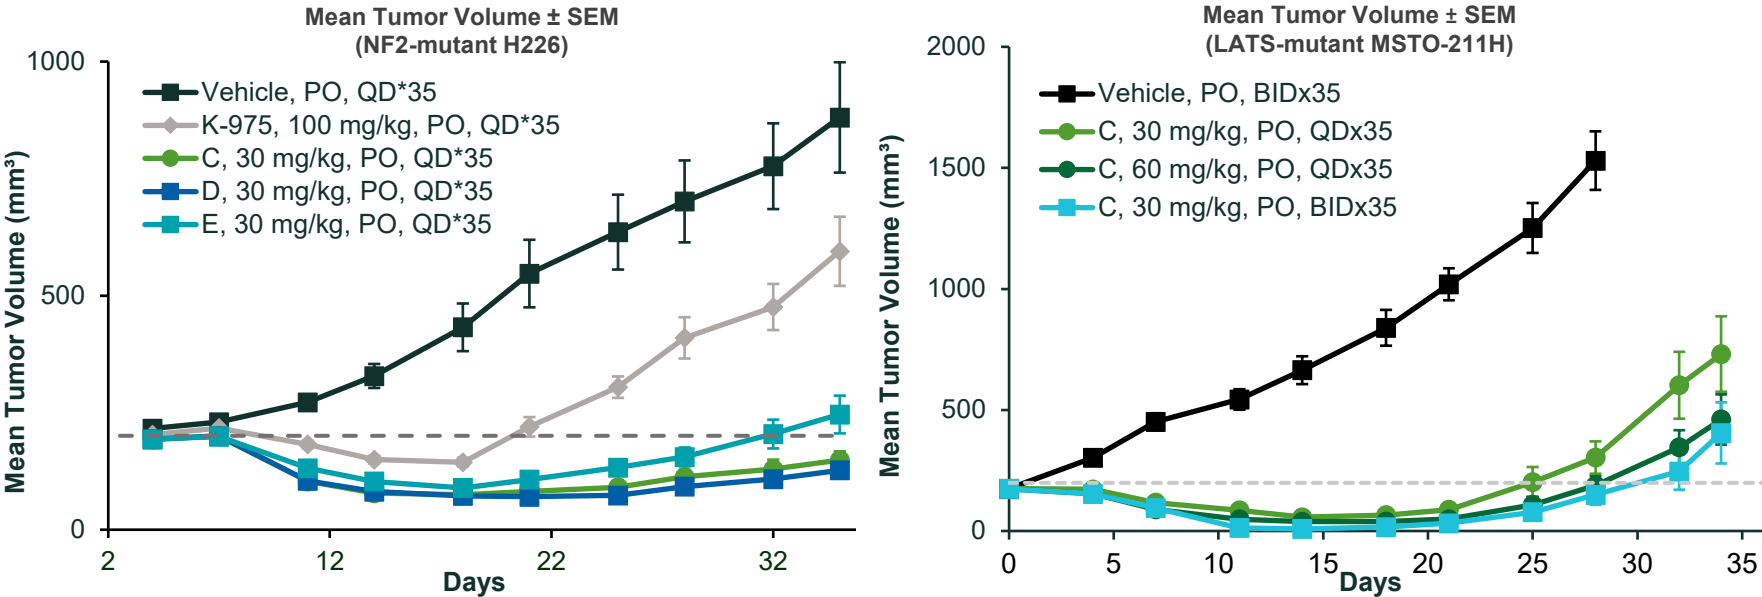 Mean Tumor Volume ± SEM
(NF2-mutant H226)
Mean Tumor Volume (mm³)
1000
500
0
Vehicle, PO, QD*35
K-975, 100 mg/kg, PO, QD*35
C, 30 mg/kg, PO, QD*35
D, 30 mg/kg, PO, QD*35
E, 30 mg/kg, PO, QD*35
2 12 22 32
Days
Mean Tumor Volume ± SEM
(LATS-mutant MSTO-211H)
Mean Tumor Volume (mm³)
2000
1500
1000
500
0
Vehicle, PO, BIDx35
C, 30 mg/kg, PO, QDx35
C, 60 mg/kg, PO, QDx35
C, 30 mg/kg, PO, BIDx35
0 5 10 15 20 25 30 35
Days